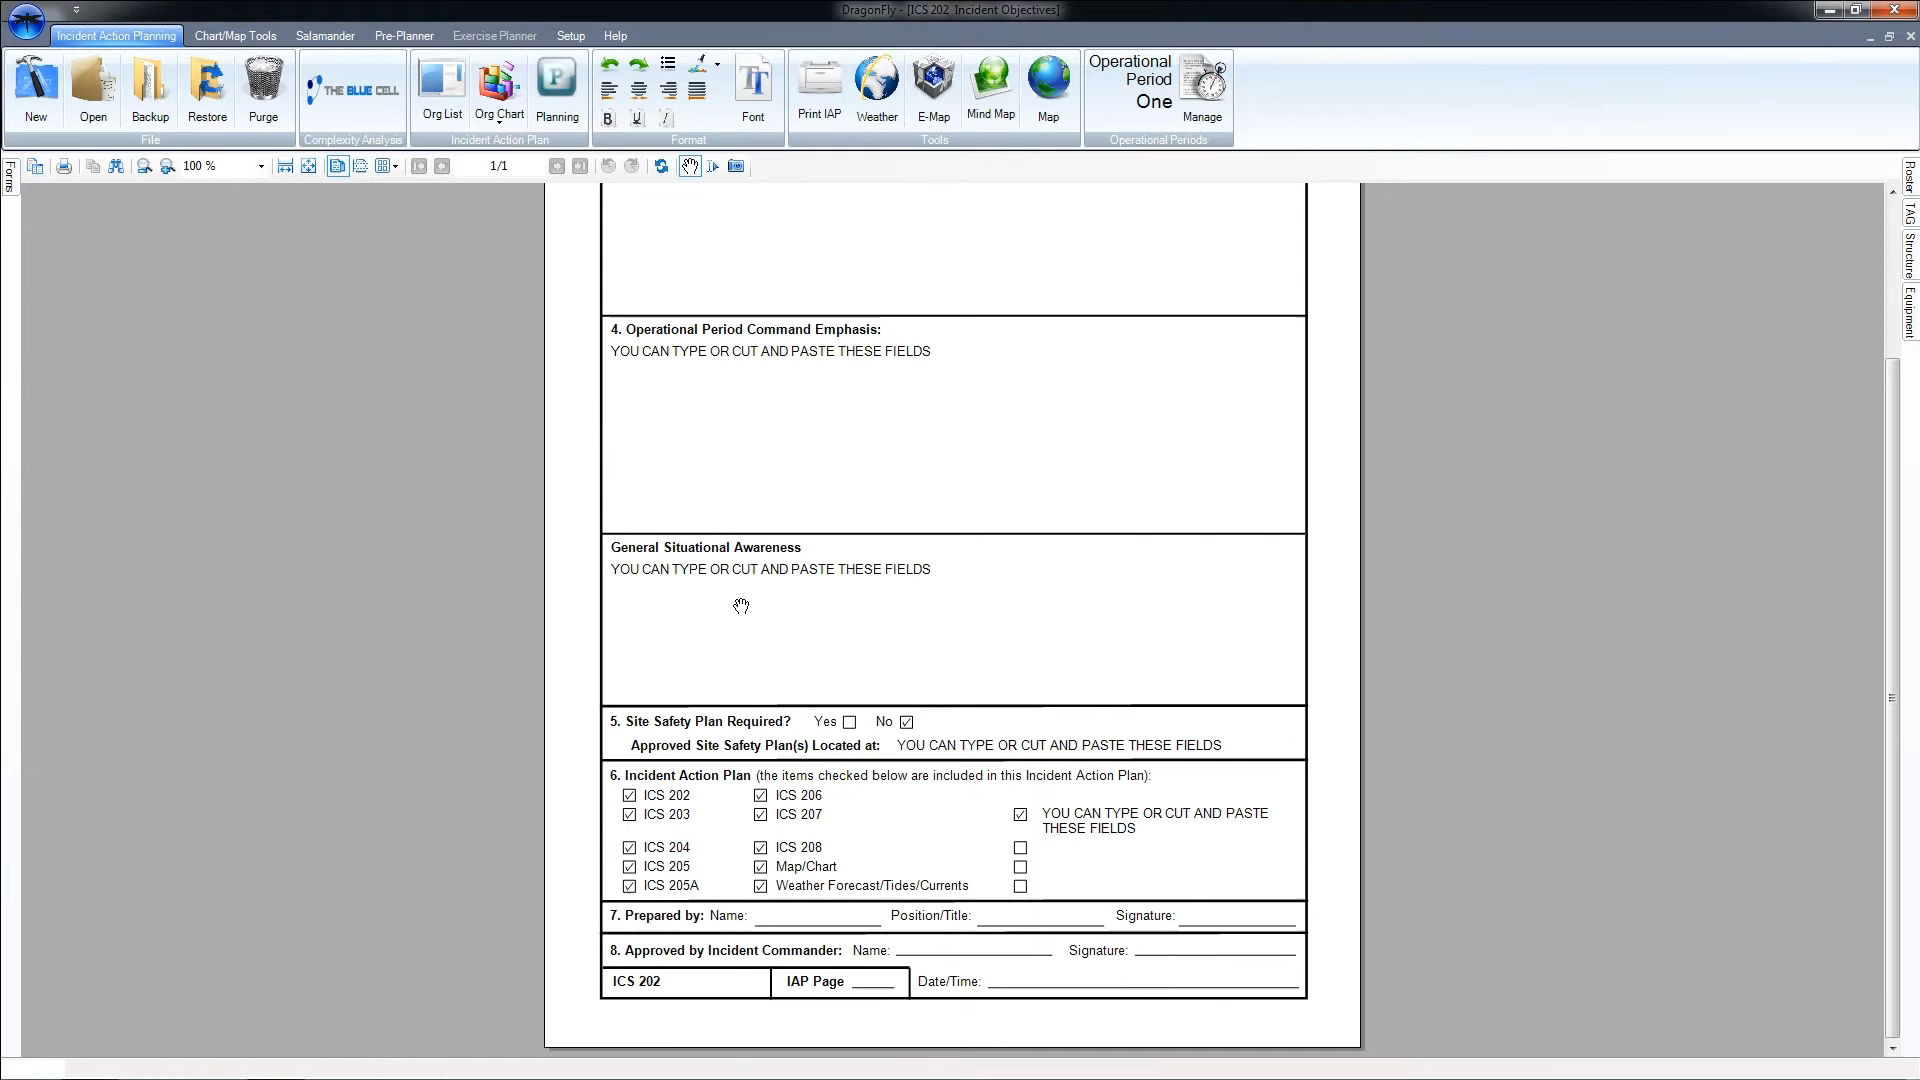 DragonFly - [ICS 202 Incident Objectives]
Incident Action Planning Chart/Map Tools Salamander Pre-Planner Exercise Planner Setup Help
New Open Backup Restore Purge
File
THE BLUE CELL
Complexity Analysis
Org List Org Chart Planning
Incident Action Plan
B U I Font
Format
Print IAP Weather E-Map Mind Map Map
Tools
Operational
Period
One
Manage
Operational Periods
Forms
100 % 1/1
Roster
TAG
Structure
Equipment
4. Operational Period Command Emphasis:
YOU CAN TYPE OR CUT AND PASTE THESE FIELDS
General Situational Awareness
YOU CAN TYPE OR CUT AND PASTE THESE FIELDS
5. Site Safety Plan Required? Yes No
Approved Site Safety Plan(s) Located at: YOU CAN TYPE OR CUT AND PASTE THESE FIELDS
6. Incident Action Plan (the items checked below are included in this Incident Action Plan):
ICS 202 ICS 206
ICS 203 ICS 207 YOU CAN TYPE OR CUT AND PASTE
THESE FIELDS
ICS 204 ICS 208
ICS 205 Map/Chart
ICS 205A Weather Forecast/Tides/Currents
7. Prepared by: Name: Position/Title: Signature:
8. Approved by Incident Commander: Name: Signature:
ICS 202 IAP Page Date/Time: